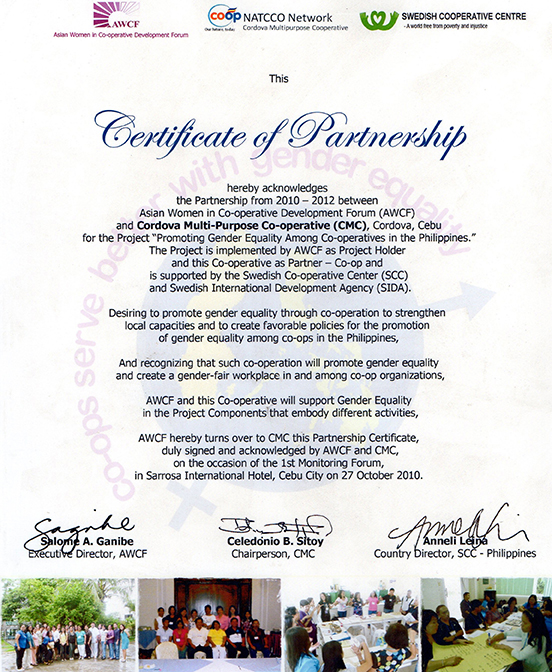 AWCF
Asian Women in Co-operative Development Forum
coop NATCCO Network
Cordova Multipurpose Cooperative
SWEDISH COOPERATIVE CENTRE
- A world free from poverty and injustice
This
Certificate of Partnership
co-ops serve better with gender equality
hereby acknowledges
the Partnership from 2010 – 2012 between
Asian Women in Co-operative Development Forum (AWCF)
and Cordova Multi-Purpose Co-operative (CMC), Cordova, Cebu
for the Project "Promoting Gender Equality Among Co-operatives in the Philippines."
The Project is implemented by AWCF as Project Holder
and this Co-operative as Partner – Co-op and
is supported by the Swedish Co-operative Center (SCC)
and Swedish International Development Agency (SIDA).
Desiring to promote gender equality through co-operation to strengthen
local capacities and to create favorable policies for the promotion
of gender equality among co-ops in the Philippines,
And recognizing that such co-operation will promote gender equality
and create a gender-fair workplace in and among co-op organizations,
AWCF and this Co-operative will support Gender Equality
in the Project Components that embody different activities,
AWCF hereby turns over to CMC this Partnership Certificate,
duly signed and acknowledged by AWCF and CMC,
on the occasion of the 1st Monitoring Forum,
in Sarrosa International Hotel, Cebu City on 27 October 2010.
Salome A. Ganibe
Executive Director, AWCF
Celedonio B. Sitoy
Chairperson, CMC
Anneli Leina
Country Director, SCC - Philippines